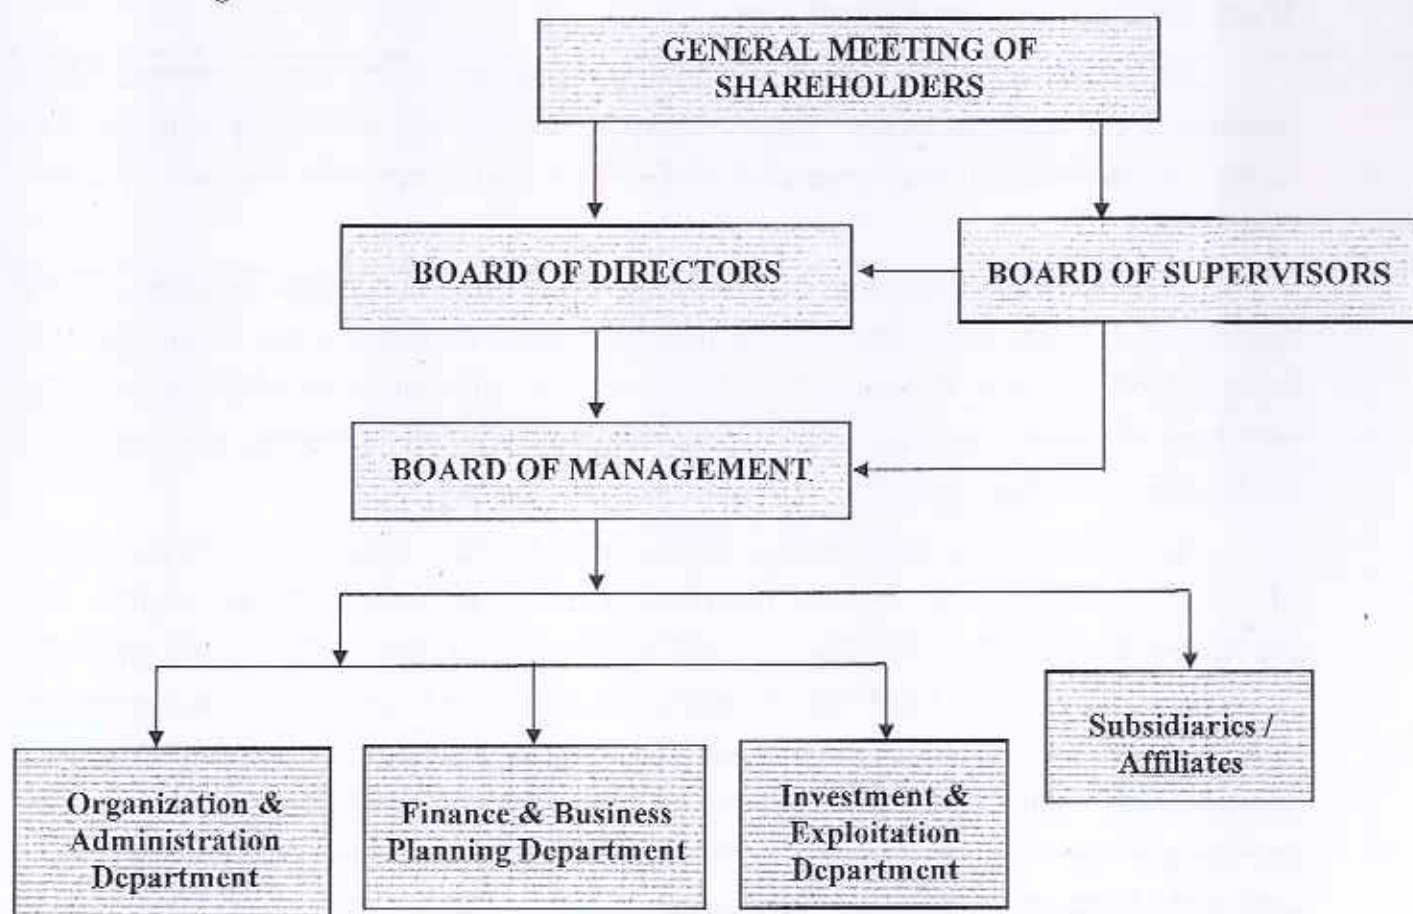 GENERAL MEETING OF
SHAREHOLDERS
BOARD OF DIRECTORS
BOARD OF SUPERVISORS
BOARD OF MANAGEMENT
Subsidiaries /
Affiliates
Organization &
Administration
Department
Finance & Business
Planning Department
Investment &
Exploitation
Department